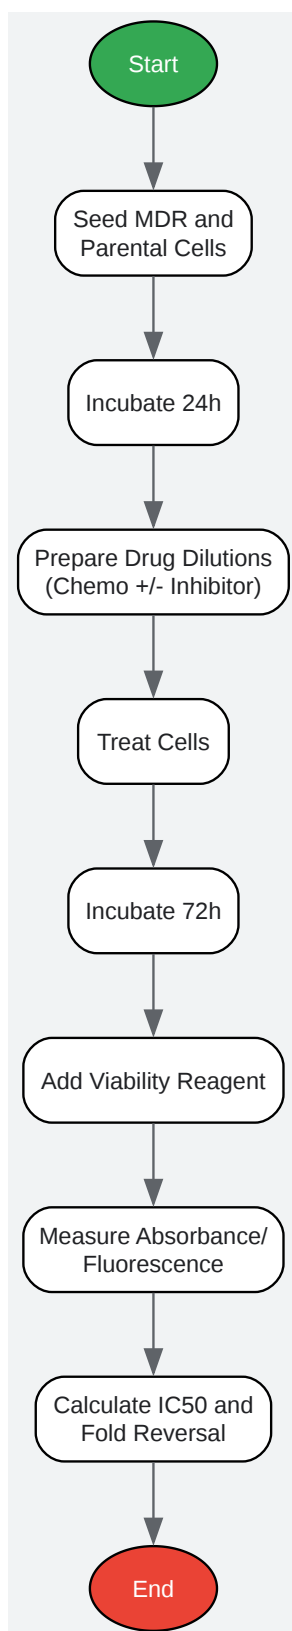 Start
Seed MDR and
Parental Cells
Incubate 24h
Prepare Drug Dilutions
(Chemo +/- Inhibitor)
Treat Cells
Incubate 72h
Add Viability Reagent
Measure Absorbance/
Fluorescence
Calculate IC50 and
Fold Reversal
End